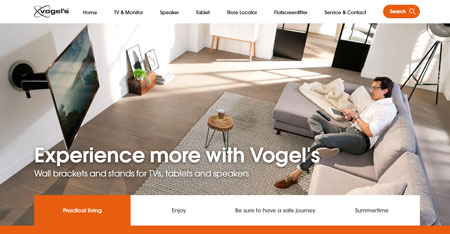 vogel's
Home TV & Monitor Speaker Tablet Store Locator Flatscreenfitter Service & Contact Search
Experience more with Vogel's
Wall brackets and stands for TVs, tablets and speakers
Practical living Enjoy Be sure to have a safe journey Summertime